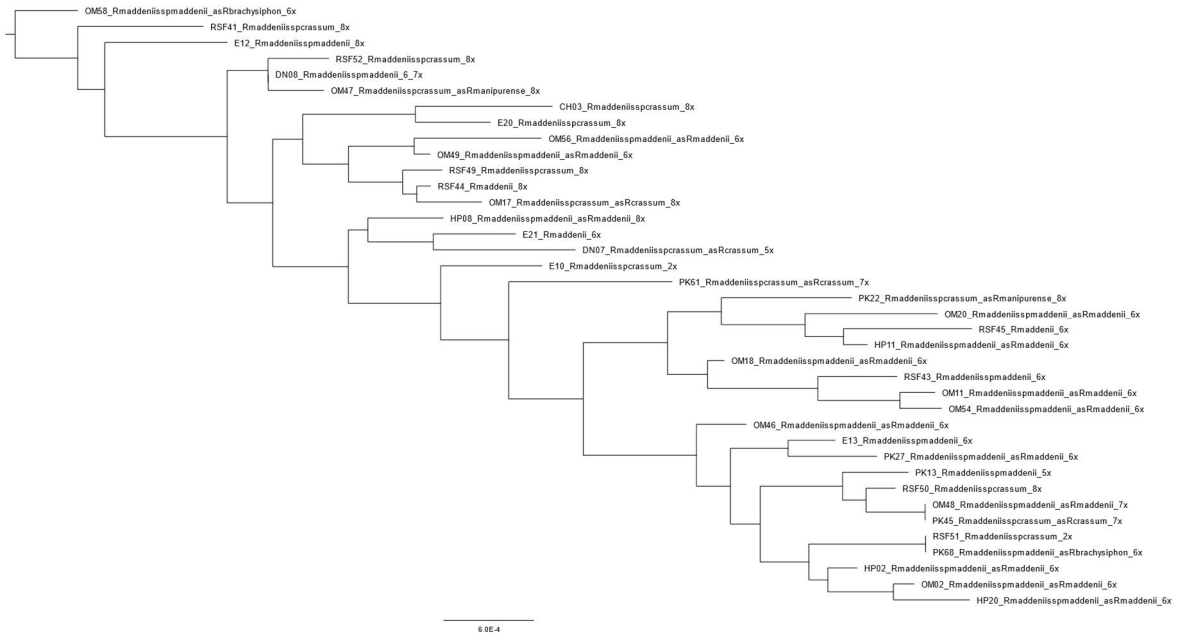 OM58_Rmaddeniisspmaddenii_asRbrachysiphon_6x
RSF41_Rmaddeniisspcrassum_8x
E12_Rmaddeniisspmaddenii_8x
RSF52_Rmaddeniisspcrassum_8x
DN08_Rmaddeniisspmaddenii_6_7x
OM47_Rmaddeniisspcrassum_asRmanipurense_8x
CH03_Rmaddeniisspcrassum_8x
E20_Rmaddeniisspcrassum_8x
OM56_Rmaddeniisspmaddenii_asRmaddenii_6x
OM49_Rmaddeniisspmaddenii_asRmaddenii_6x
RSF49_Rmaddeniisspcrassum_8x
RSF44_Rmaddenii_8x
OM17_Rmaddeniisspcrassum_asRcrassum_8x
HP08_Rmaddeniisspmaddenii_asRmaddenii_8x
E21_Rmaddenii_6x
DN07_Rmaddeniisspcrassum_asRcrassum_5x
E10_Rmaddeniisspcrassum_2x
PK61_Rmaddeniisspcrassum_asRcrassum_7x
PK22_Rmaddeniisspcrassum_asRmanipurense_8x
OM20_Rmaddeniisspmaddenii_asRmaddenii_6x
RSF45_Rmaddenii_6x
HP11_Rmaddeniisspmaddenii_asRmaddenii_6x
OM18_Rmaddeniisspmaddenii_asRmaddenii_6x
RSF43_Rmaddeniisspmaddenii_6x
OM11_Rmaddeniisspmaddenii_asRmaddenii_6x
OM54_Rmaddeniisspmaddenii_asRmaddenii_6x
OM46_Rmaddeniisspmaddenii_asRmaddenii_6x
E13_Rmaddeniisspmaddenii_6x
PK27_Rmaddeniisspmaddenii_asRmaddenii_6x
PK13_Rmaddeniisspmaddenii_5x
RSF50_Rmaddeniisspcrassum_8x
OM48_Rmaddeniisspmaddenii_asRmaddenii_7x
PK45_Rmaddeniisspcrassum_asRcrassum_7x
RSF51_Rmaddeniisspcrassum_2x
PK68_Rmaddeniisspmaddenii_asRbrachysiphon_6x
HP02_Rmaddeniisspmaddenii_asRmaddenii_6x
OM02_Rmaddeniisspmaddenii_asRmaddenii_6x
HP20_Rmaddeniisspmaddenii_asRmaddenii_6x
6.0E-4